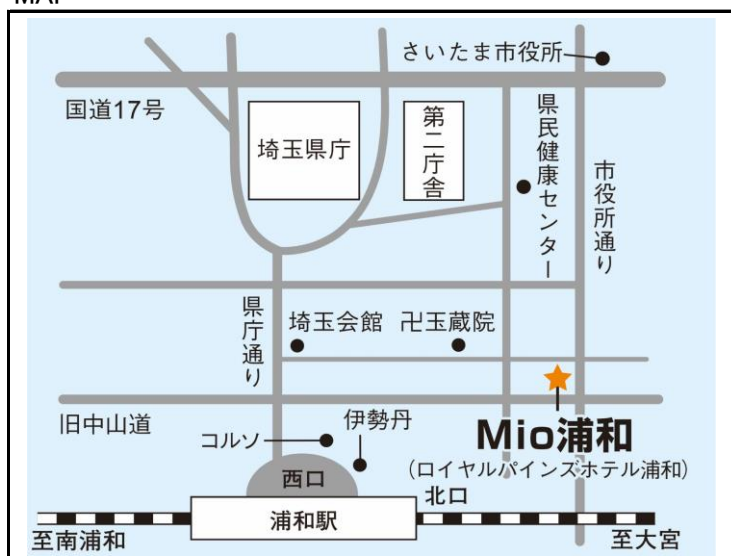 さいたま市役所
国道17号
埼玉県庁
第二庁舎
県民健康センター
市役所通り
県庁通り
埼玉会館
卍玉蔵院
旧中山道
コルソ
伊勢丹
Mio浦和
(ロイヤルパインズホテル浦和)
西口
北口
浦和駅
至南浦和
至大宮